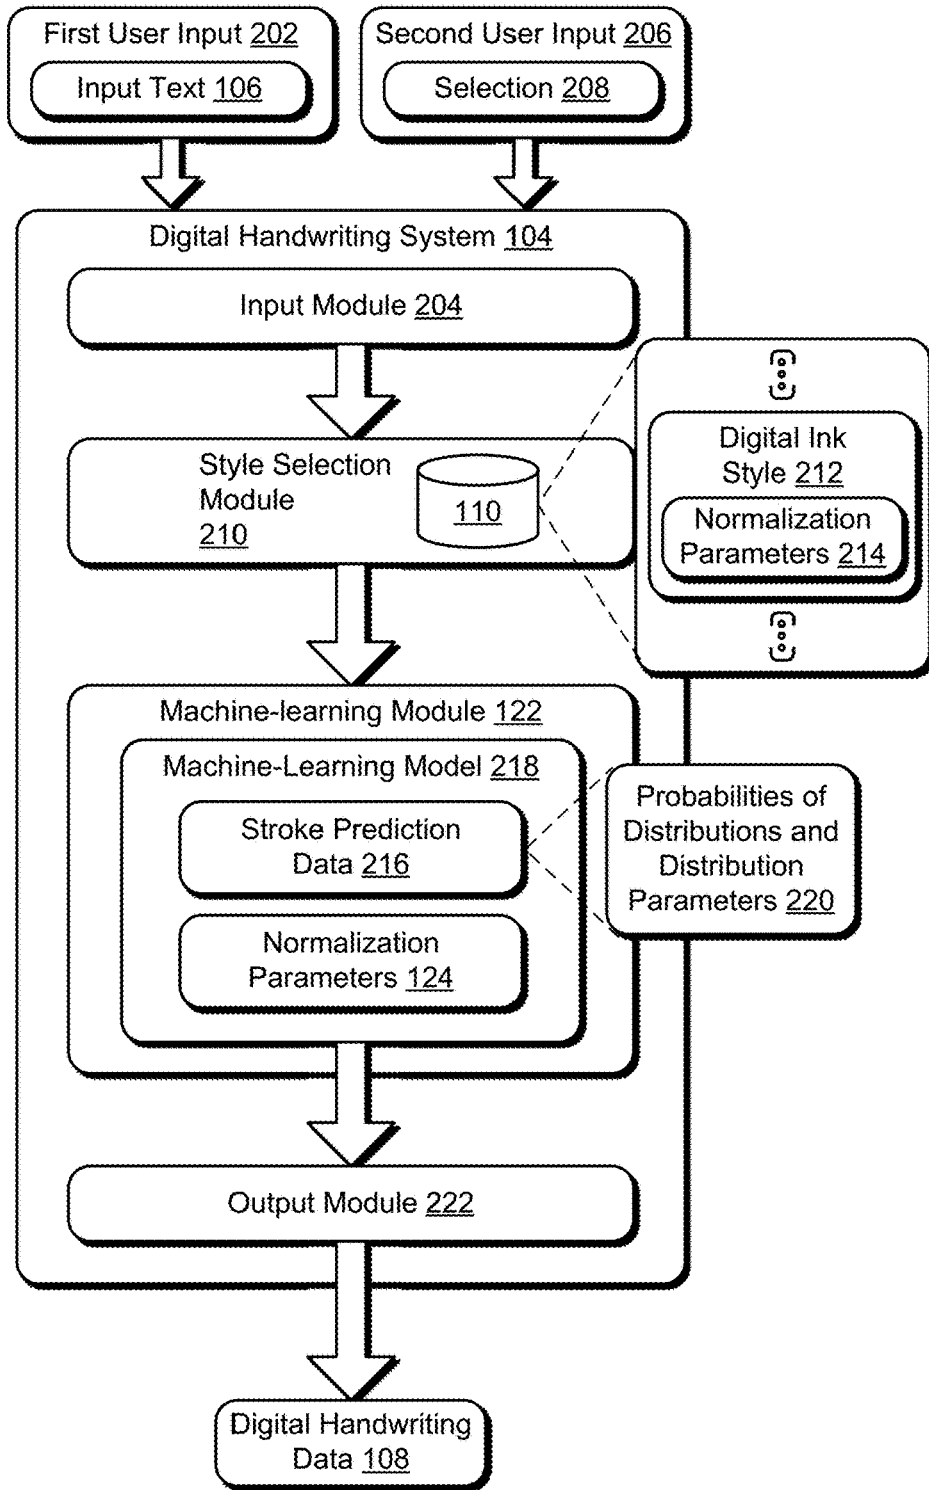 First User Input 202
Input Text 106
Second User Input 206
Selection 208
Digital Handwriting System 104
Input Module 204
Style Selection
Module
210
110
Digital Ink
Style 212
Normalization
Parameters 214
Machine-learning Module 122
Machine-Learning Model 218
Stroke Prediction
Data 216
Normalization
Parameters 124
Probabilities of
Distributions and
Distribution
Parameters 220
Output Module 222
Digital Handwriting
Data 108